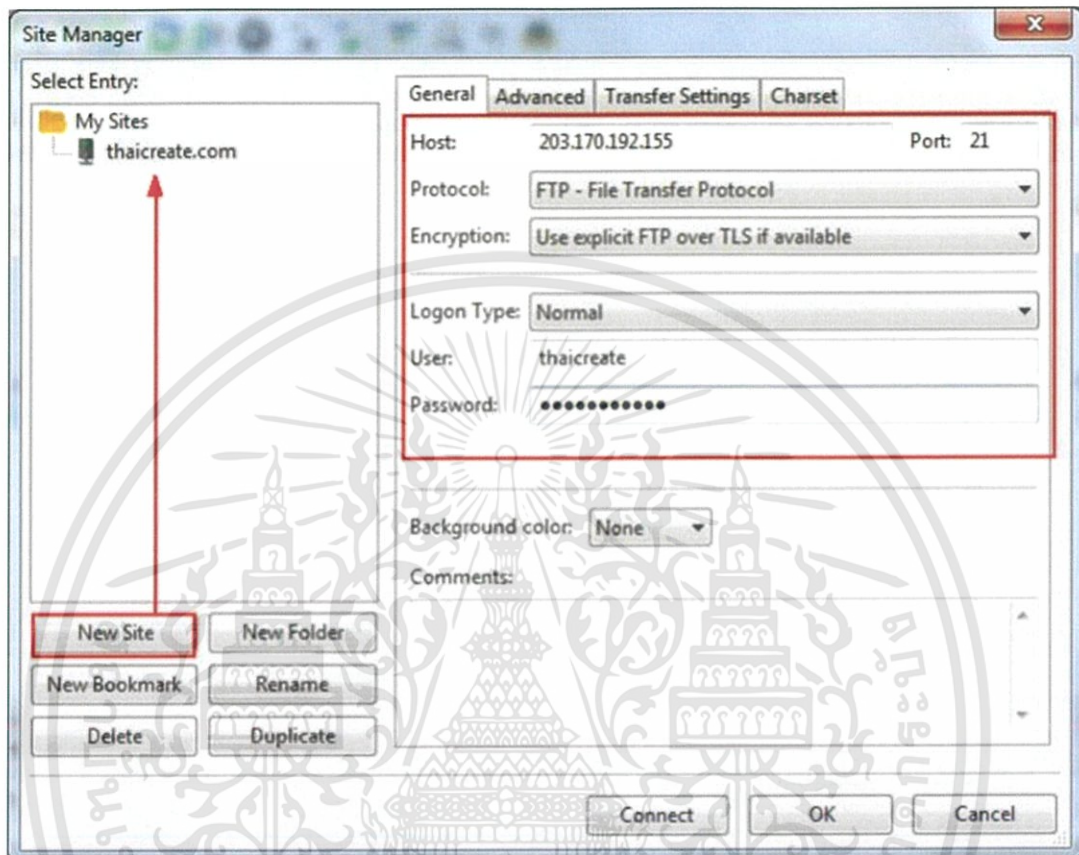 Site Manager
Select Entry:
My Sites
thaicreate.com
New Site
New Folder
New Bookmark
Rename
Delete
Duplicate
General
Advanced
Transfer Settings
Charset
Host: 203.170.192.155 Port: 21
Protocol: FTP - File Transfer Protocol
Encryption: Use explicit FTP over TLS if available
Logon Type: Normal
User: thaicreate
Password: •••••••••••
Background color: None
Comments:
Connect
OK
Cancel